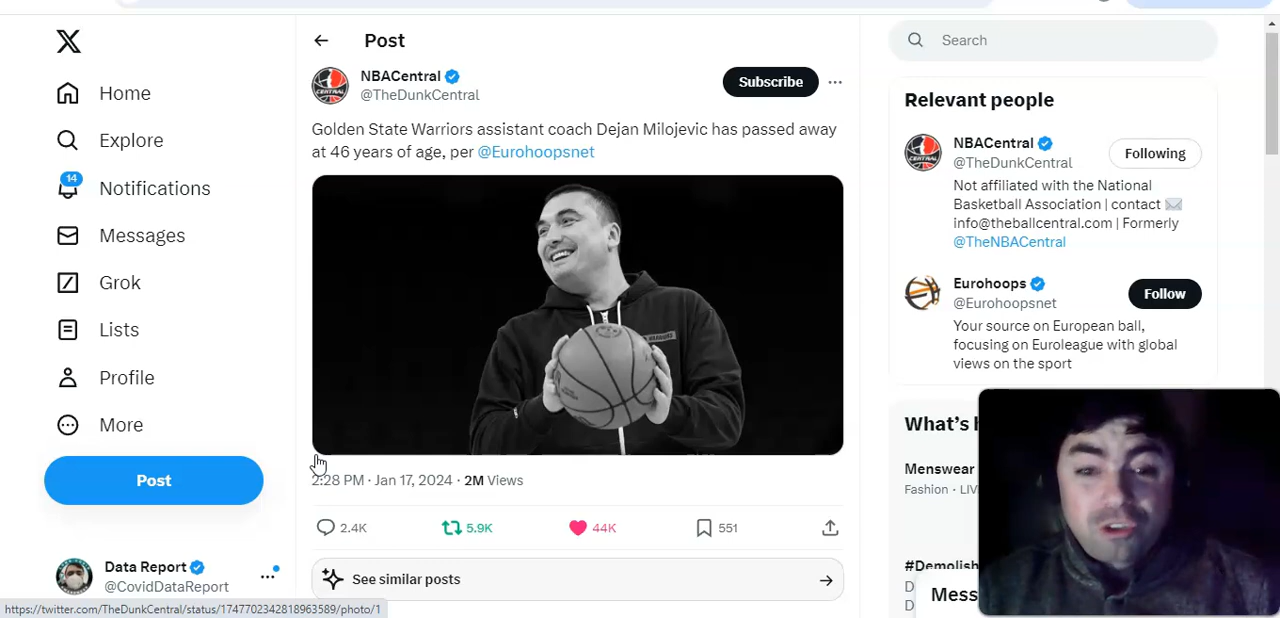 Home
Explore
14
Notifications
Messages
Grok
Lists
Profile
More
Post
Data Report
@CovidDataReport
https://twitter.com/TheDunkCentral/status/1747702342818963589/photo/1
Post
NBACentral
@TheDunkCentral
Subscribe
Golden State Warriors assistant coach Dejan Milojevic has passed away
at 46 years of age, per @Eurohoopsnet
2:28 PM · Jan 17, 2024 · 2M Views
2.4K
5.9K
44K
551
See similar posts
Search
Relevant people
NBACentral
@TheDunkCentral
Following
Not affiliated with the National
Basketball Association | contact
info@theballcentral.com | Formerly
@TheNBACentral
Eurohoops
@Eurohoopsnet
Follow
Your source on European ball,
focusing on Euroleague with global
views on the sport
What's
Menswear
Fashion · LIV
#Demolish
D
D
Mess